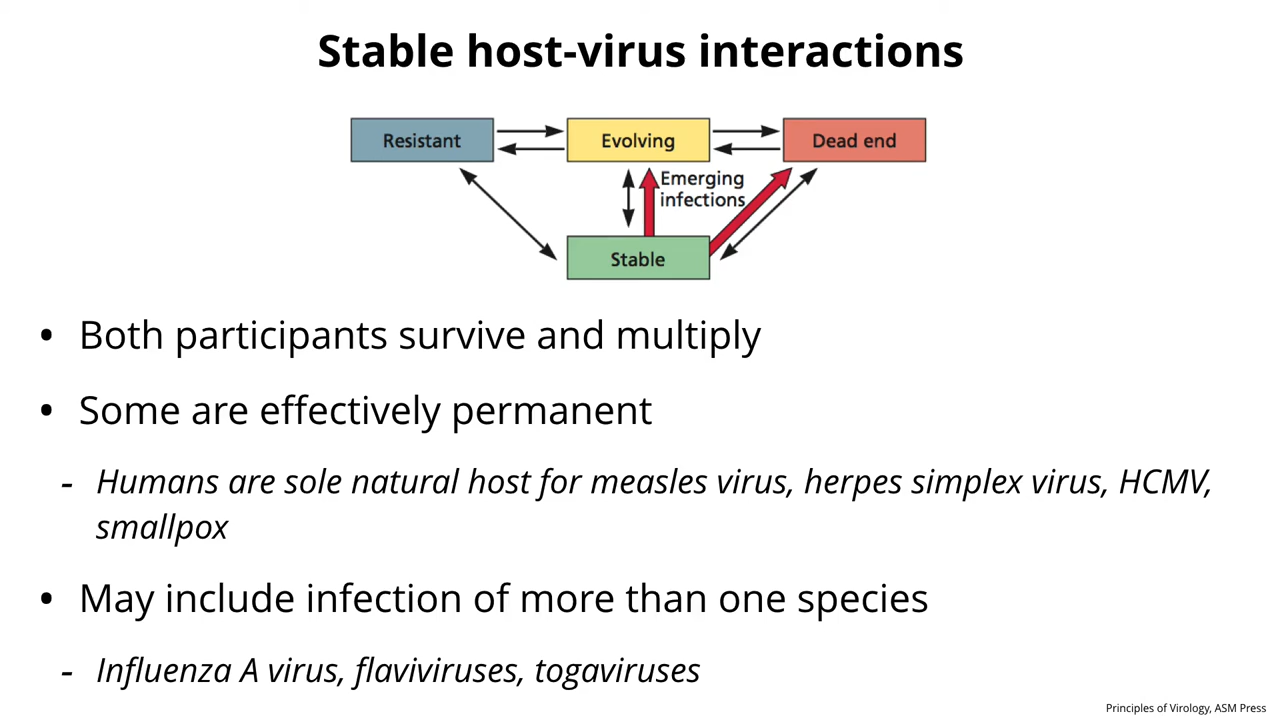 Stable host-virus interactions
Resistant
Evolving
Dead end
Emerging
infections
Stable
• Both participants survive and multiply
• Some are effectively permanent
- Humans are sole natural host for measles virus, herpes simplex virus, HCMV,
smallpox
• May include infection of more than one species
- Influenza A virus, flaviviruses, togaviruses
Principles of Virology, ASM Press